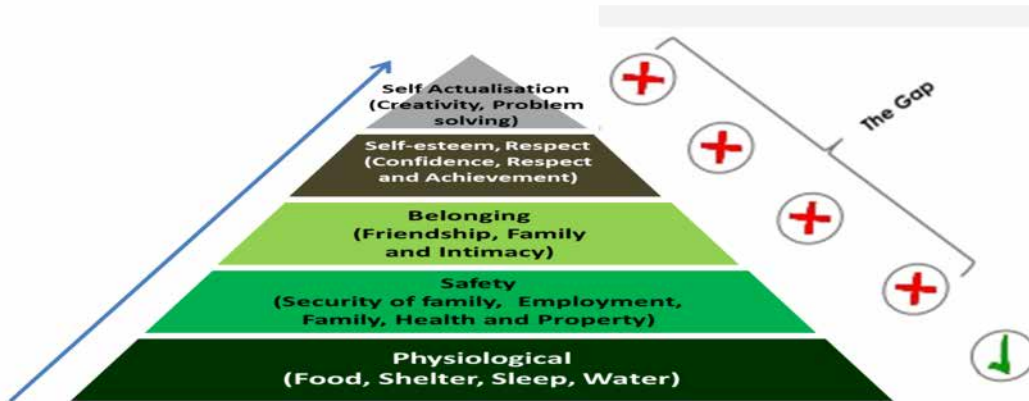 Self Actualisation
(Creativity, Problem
solving)
The Gap
Self-esteem, Respect
(Confidence, Respect
and Achievement)
Belonging
(Friendship, Family
and Intimacy)
Safety
(Security of family, Employment,
Family, Health and Property)
Physiological
(Food, Shelter, Sleep, Water)